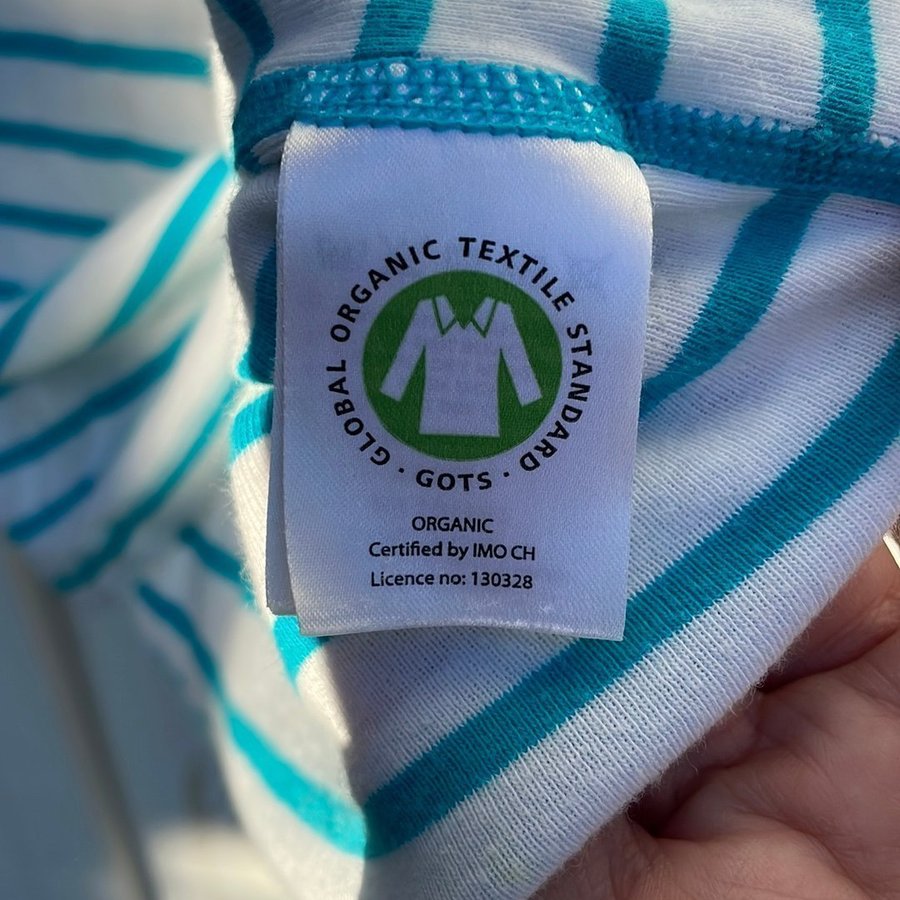 GLOBAL ORGANIC TEXTILE STANDARD
· GOTS ·
ORGANIC
Certified by IMO CH
Licence no: 130328